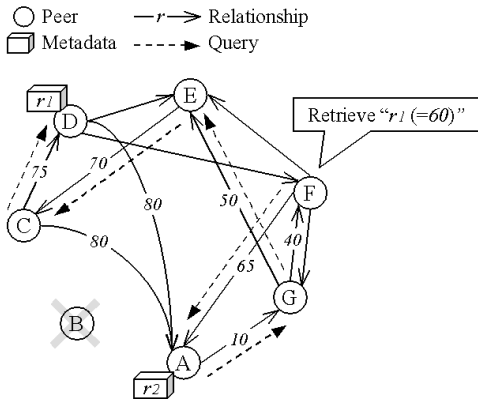 Peer
r
Relationship
Metadata
Query
r1
D
E
Retrieve “r1 (=60)”
75
70
F
80
50
C
80
40
65
G
B
10
A
r2